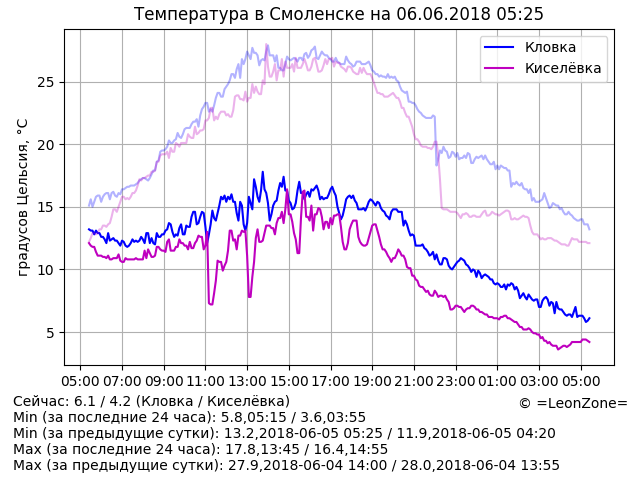 Температура в Смоленске на 06.06.2018 05:25
Кловка
Киселёвка
градусов Цельсия, °C
25
20
15
10
5
05:00 07:00 09:00 11:00 13:00 15:00 17:00 19:00 21:00 23:00 01:00 03:00 05:00
Сейчас: 6.1 / 4.2 (Кловка / Киселёвка)
© =LeonZone=
Min (за последние 24 часа): 5.8,05:15 / 3.6,03:55
Min (за предыдущие сутки): 13.2,2018-06-05 05:25 / 11.9,2018-06-05 04:20
Max (за последние 24 часа): 17.8,13:45 / 16.4,14:55
Max (за предыдущие сутки): 27.9,2018-06-04 14:00 / 28.0,2018-06-04 13:55